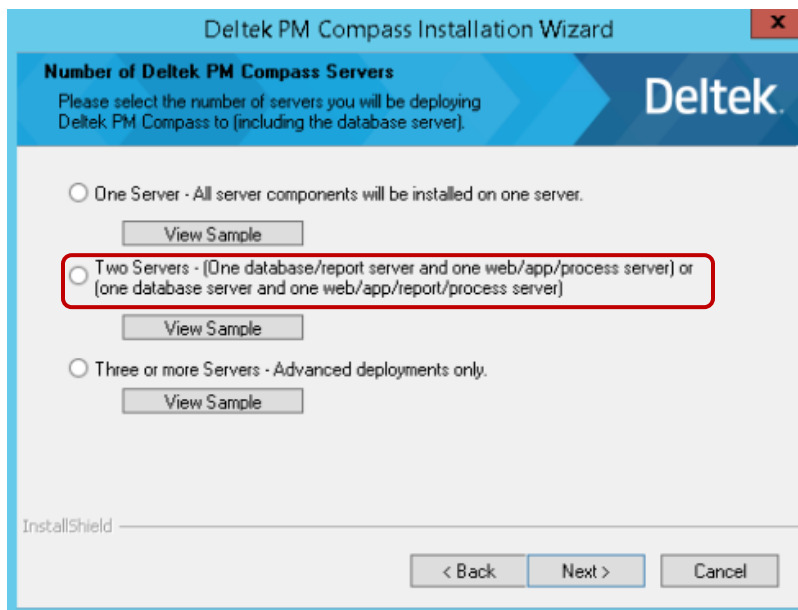 Deltek PM Compass Installation Wizard
x
Number of Deltek PM Compass Servers
Please select the number of servers you will be deploying
Deltek PM Compass to (including the database server).
Deltek.
One Server - All server components will be installed on one server.
View Sample
Two Servers - (One database/report server and one web/app/process server) or
(one database server and one web/app/report/process server)
View Sample
Three or more Servers - Advanced deployments only.
View Sample
InstallShield
< Back Next > Cancel